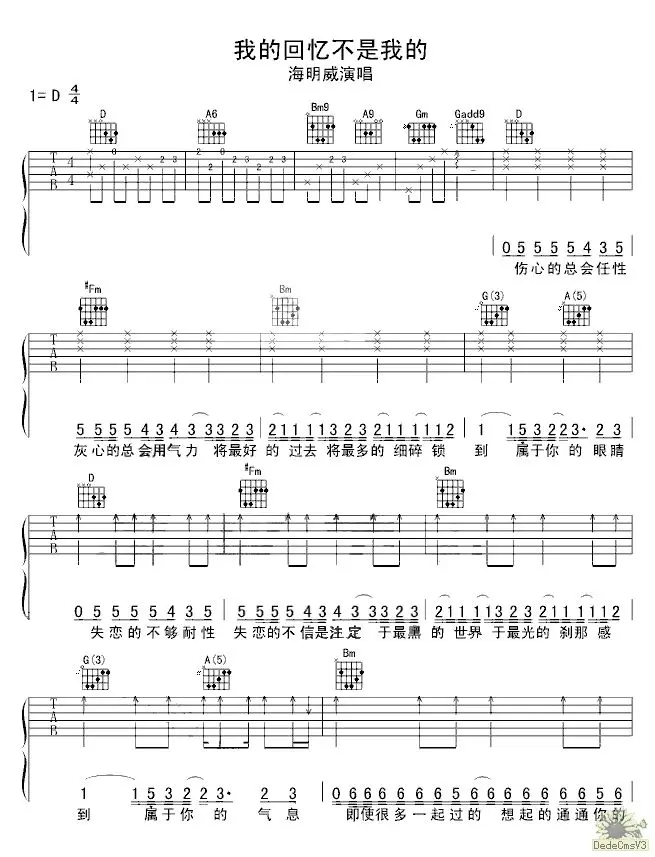 我的回忆不是我的
海明威演唱
1= D 4/4
D A6 Bm9 A9 Gm Gadd9 D
T A B 4 4
0 5 5 5 5 4 3 5
伤心的总会任性
#Fm Bm G(3) A(5)
T A B
5 5 5 5 4 3 4 3 3 3 2 3 2 1 1 1 1 3 2 3 2 1 1 1 1 1 1 2 1 1 5 3 2 2 3· 2 3
灰心的总会用气力 将最好的过去 将最多的细碎锁 到 属于你的眼睛
D #Fm Bm
T A B
0 5 5 5 5 4 3 5 5 5 5 5 4 3 4 3 3 3 2 3 2 1 1 1 1 3 2 3 2 1 1 1 1 1 1 2
失恋的不够耐性 失恋的不信是注定 于最黑的世界 于最光的刹那感
G(3) A(5) Bm
T A B
1 1 1 5 3 2 2 3· 2 3 0 6 6 6 6 6 6 6 6 6 6 6 6 6 6 6
到 属于你的气息 即使很多一起过的 想起的通通你的
DedeCmsV3